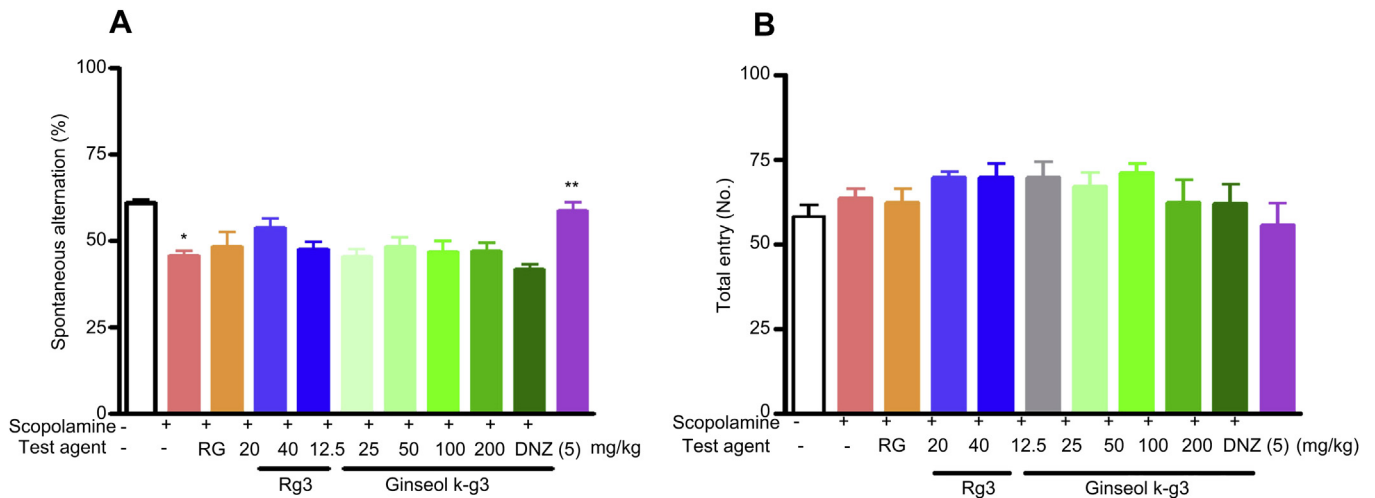 A
Spontaneous alternation (%)
100
75
50
25
0
*
**
Scopolamine - + + + + + + + + + +
Test agent - - RG 20 40 12.5 25 50 100 200 DNZ (5) mg/kg
Rg3 Ginseol k-g3
B
Total entry (No.)
100
75
50
25
0
Scopolamine - + + + + + + + + + +
Test agent - - RG 20 40 12.5 25 50 100 200 DNZ (5) (mg/kg)
Rg3 Ginseol k-g3